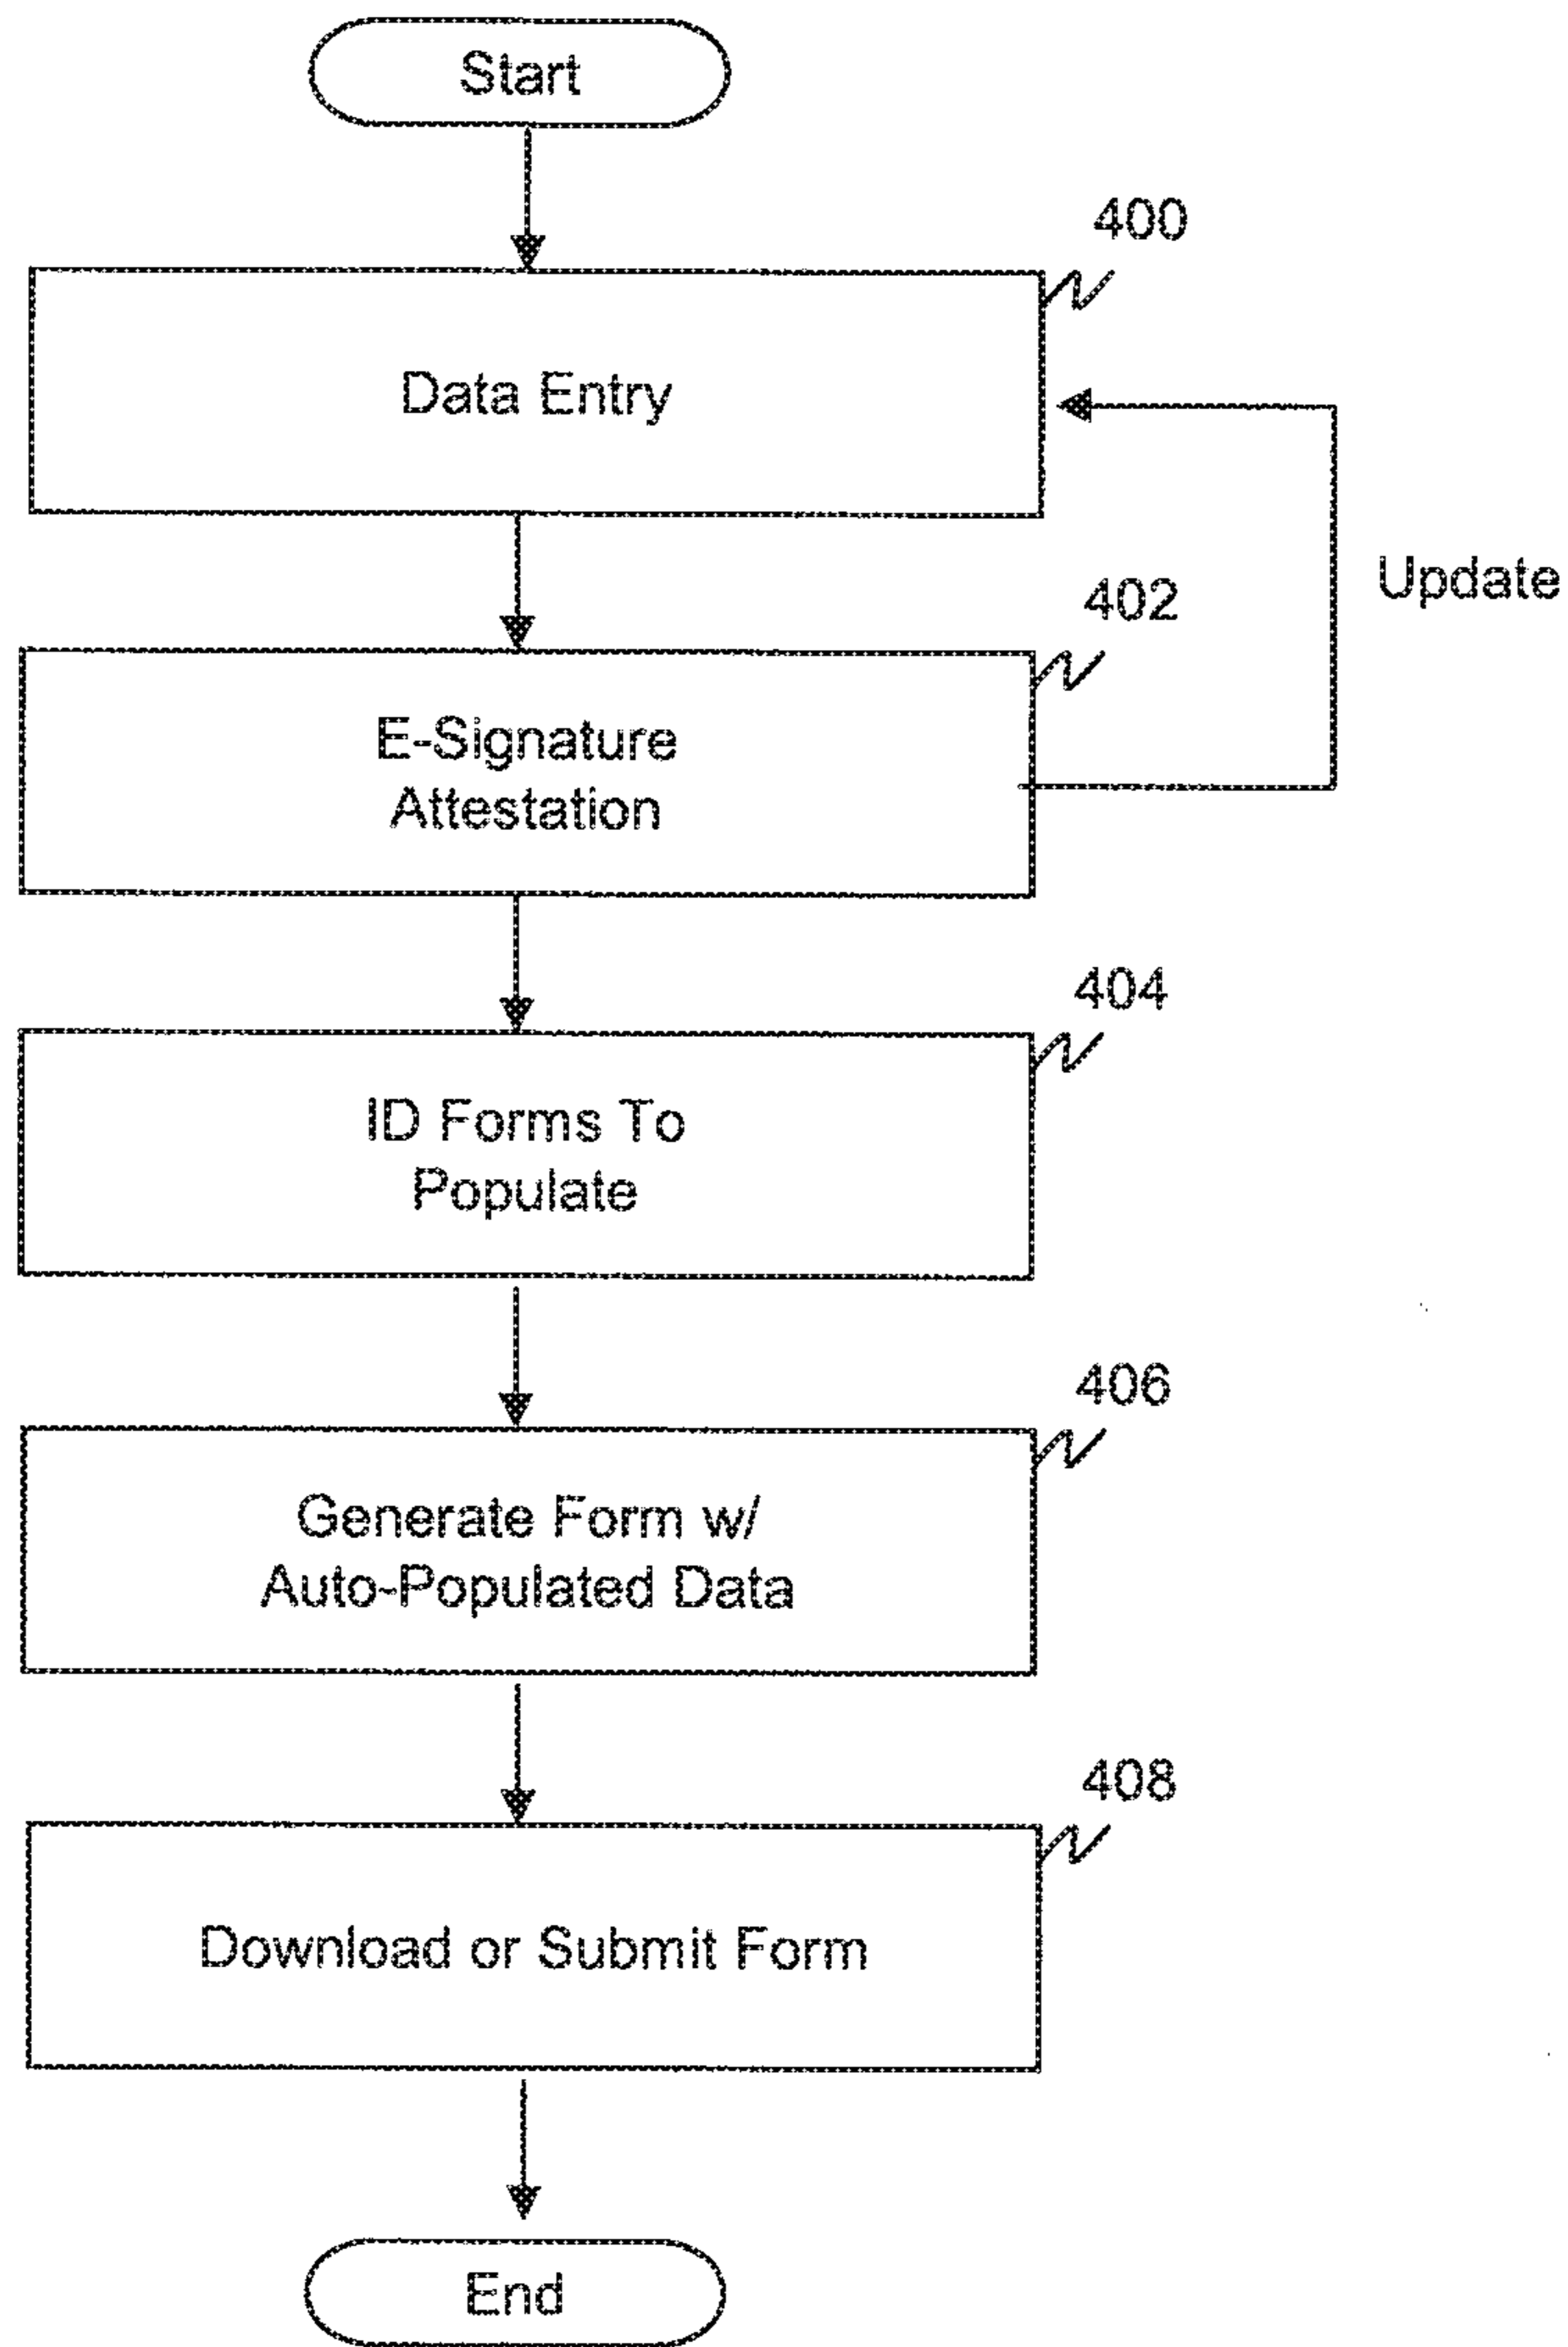 Start
400
Data Entry
Update
402
E-Signature
Attestation
404
ID Forms To
Populate
406
Generate Form w/
Auto-Populated Data
408
Download or Submit Form
End